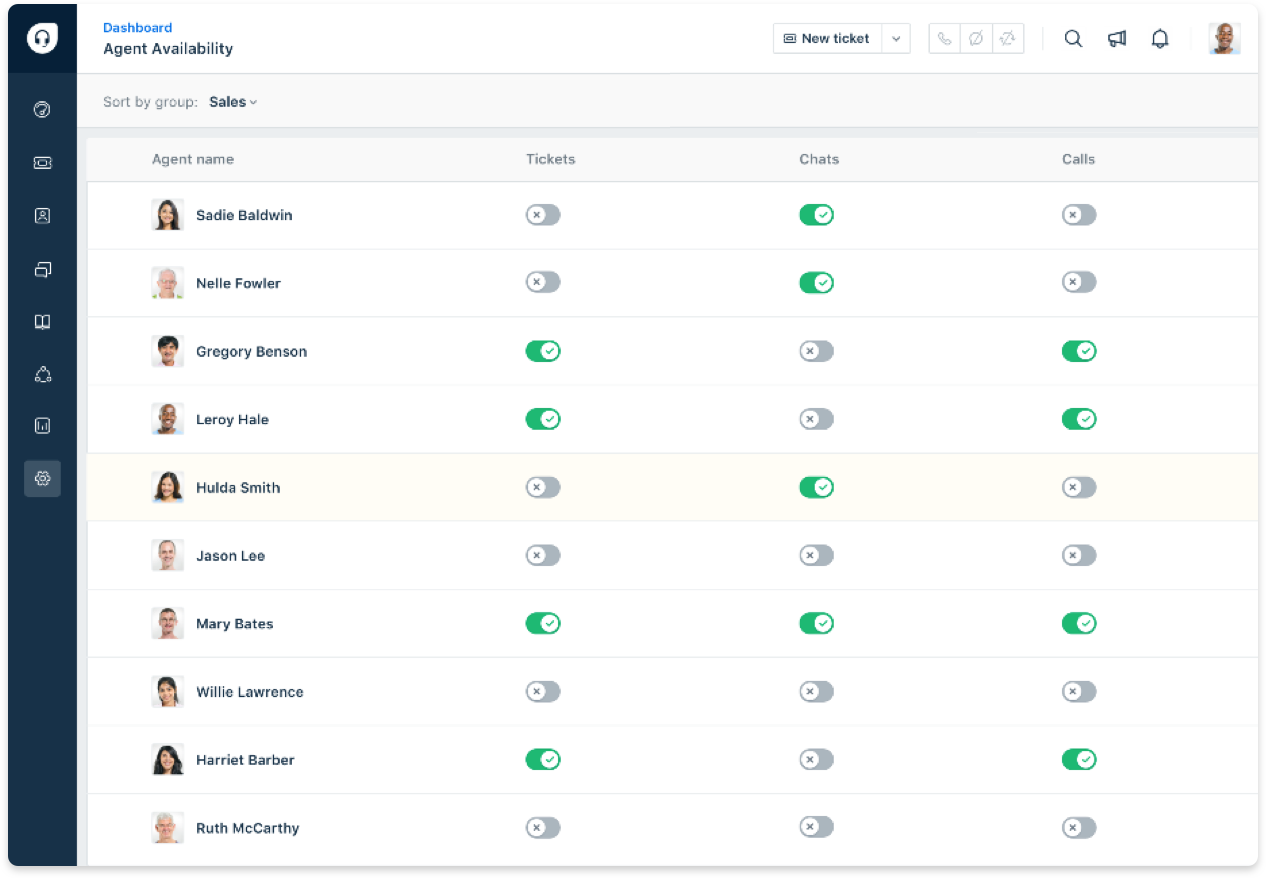 Dashboard
Agent Availability
New ticket
Sort by group: Sales
Agent name Tickets Chats Calls
Sadie Baldwin
Nelle Fowler
Gregory Benson
Leroy Hale
Hulda Smith
Jason Lee
Mary Bates
Willie Lawrence
Harriet Barber
Ruth McCarthy